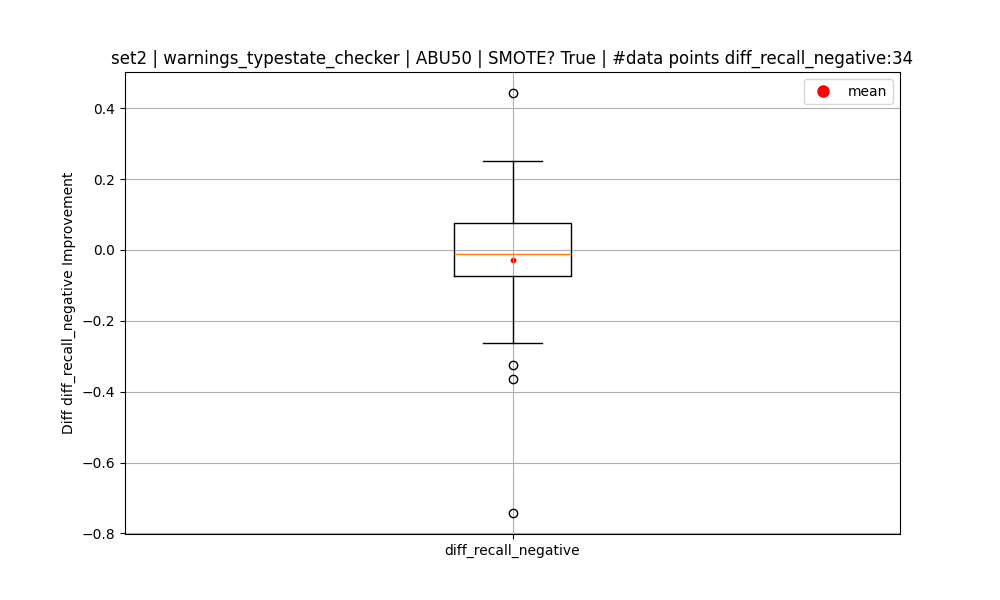 set2 | warnings_typestate_checker | ABU50 | SMOTE? True | #data points diff_recall_negative:34
mean
0.4
0.2
0.0
−0.2
−0.4
−0.6
−0.8
Diff diff_recall_negative Improvement
diff_recall_negative